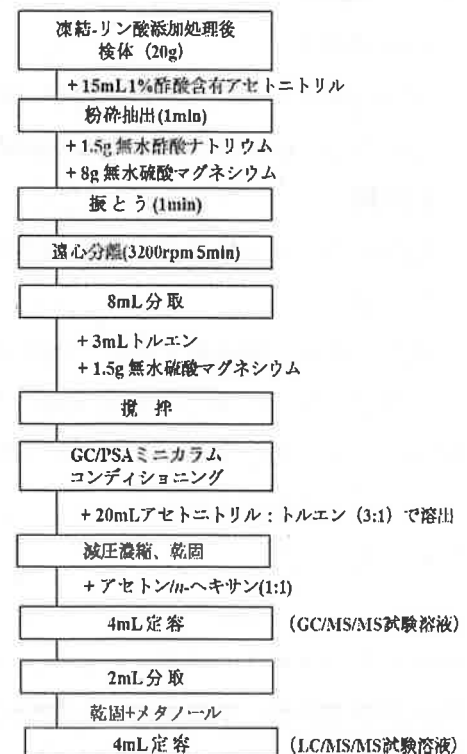 凍結-リン酸添加処理後
検体（20g）
+ 15mL1%酢酸含有アセトニトリル
粉砕抽出(1min)
+ 1.5g 無水酢酸ナトリウム
+ 8g 無水硫酸マグネシウム
振とう(1min)
遠心分離(3200rpm 5min)
8mL分取
+ 3mLトルエン
+ 1.5g 無水硫酸マグネシウム
撹 拌
GC/PSAミニカラム
コンディショニング
+ 20mLアセトニトリル：トルエン（3:1）で溶出
減圧濃縮、乾固
+ アセトン/n-ヘキサン(1:1)
4mL定容 （GC/MS/MS試験溶液）
2mL分取
乾固+メタノール
4mL定容 （LC/MS/MS試験溶液）